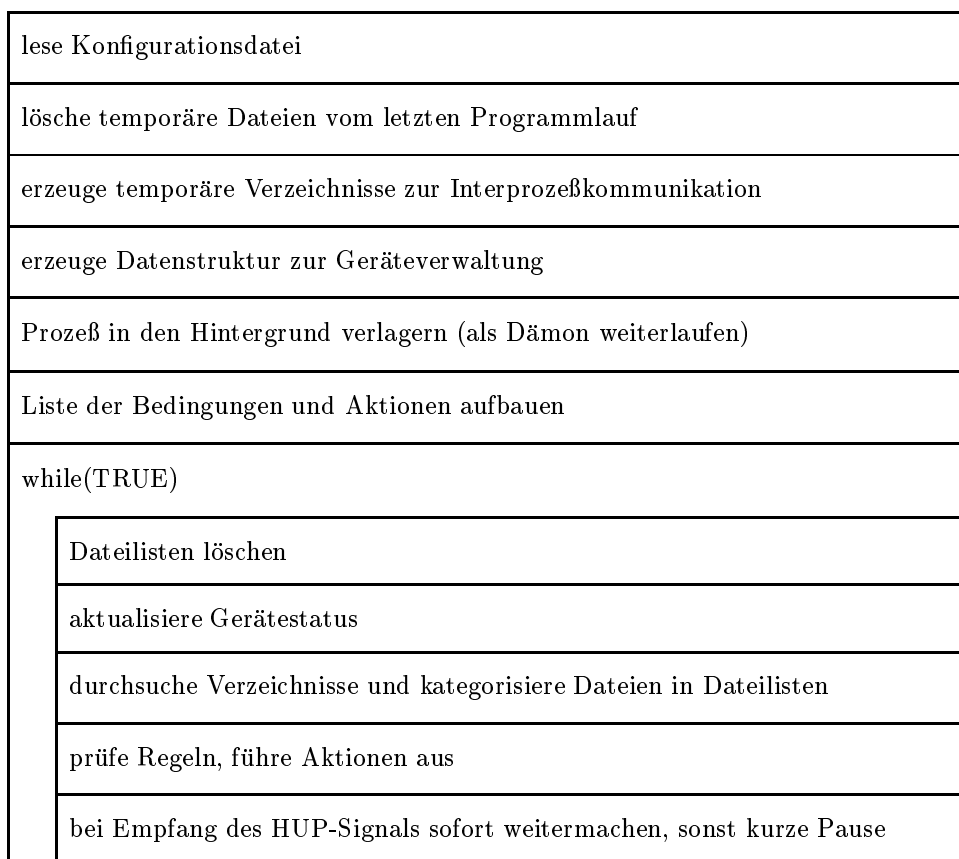 lese Konfigurationsdatei
lösche temporäre Dateien vom letzten Programmlauf
erzeuge temporäre Verzeichnisse zur Interprozeßkommunikation
erzeuge Datenstruktur zur Geräteverwaltung
Prozeß in den Hintergrund verlagern (als Dämon weiterlaufen)
Liste der Bedingungen und Aktionen aufbauen
while(TRUE)
Dateilisten löschen
aktualisiere Gerätestatus
durchsuche Verzeichnisse und kategorisiere Dateien in Dateilisten
prüfe Regeln, führe Aktionen aus
bei Empfang des HUP-Signals sofort weitermachen, sonst kurze Pause